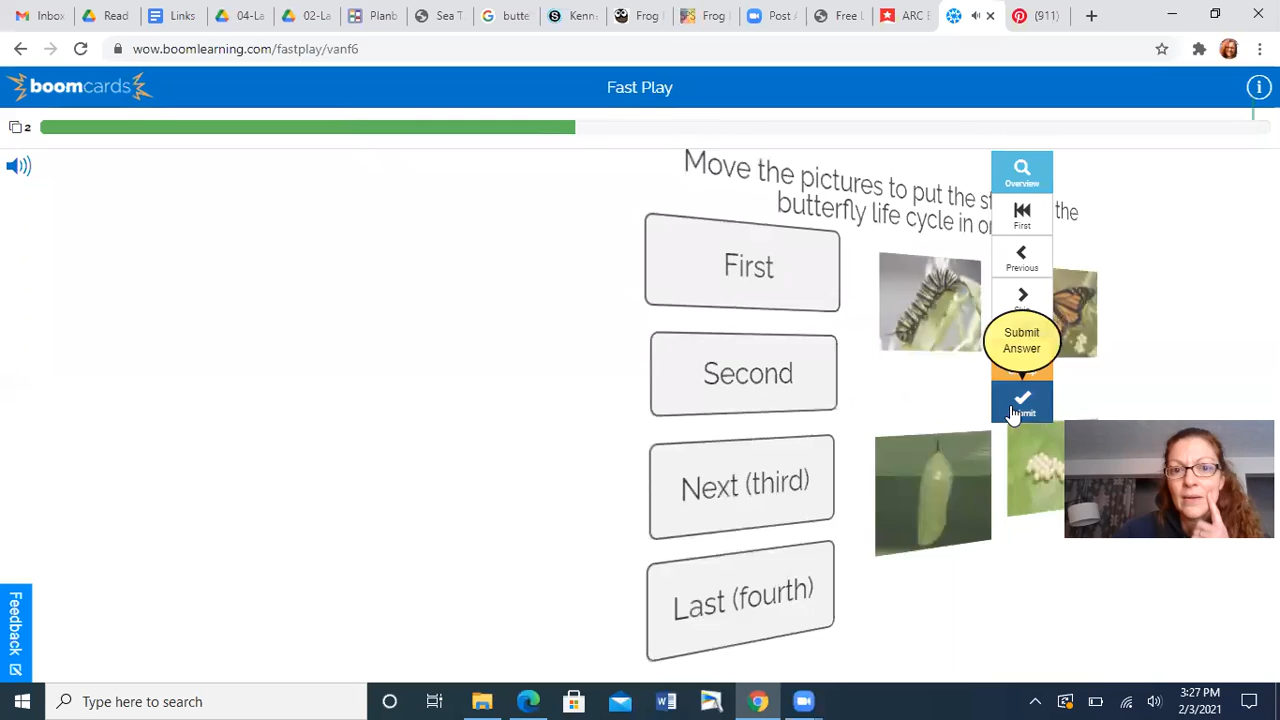 Inbox
Read
Links
04-La
02-La
Planb
Sea T
butte
Kenn
Frog
Frog
Post
Free
ARC E
(911)
wow.boomlearning.com/fastplay/vanf6
boomcards
Fast Play
2
Move the pictures to put the st the
butterfly life cycle in or
Overview
First
Previous
Submit
Answer
First
Second
Next (third)
Last (fourth)
Feedback
Type here to search
3:27 PM
2/3/2021